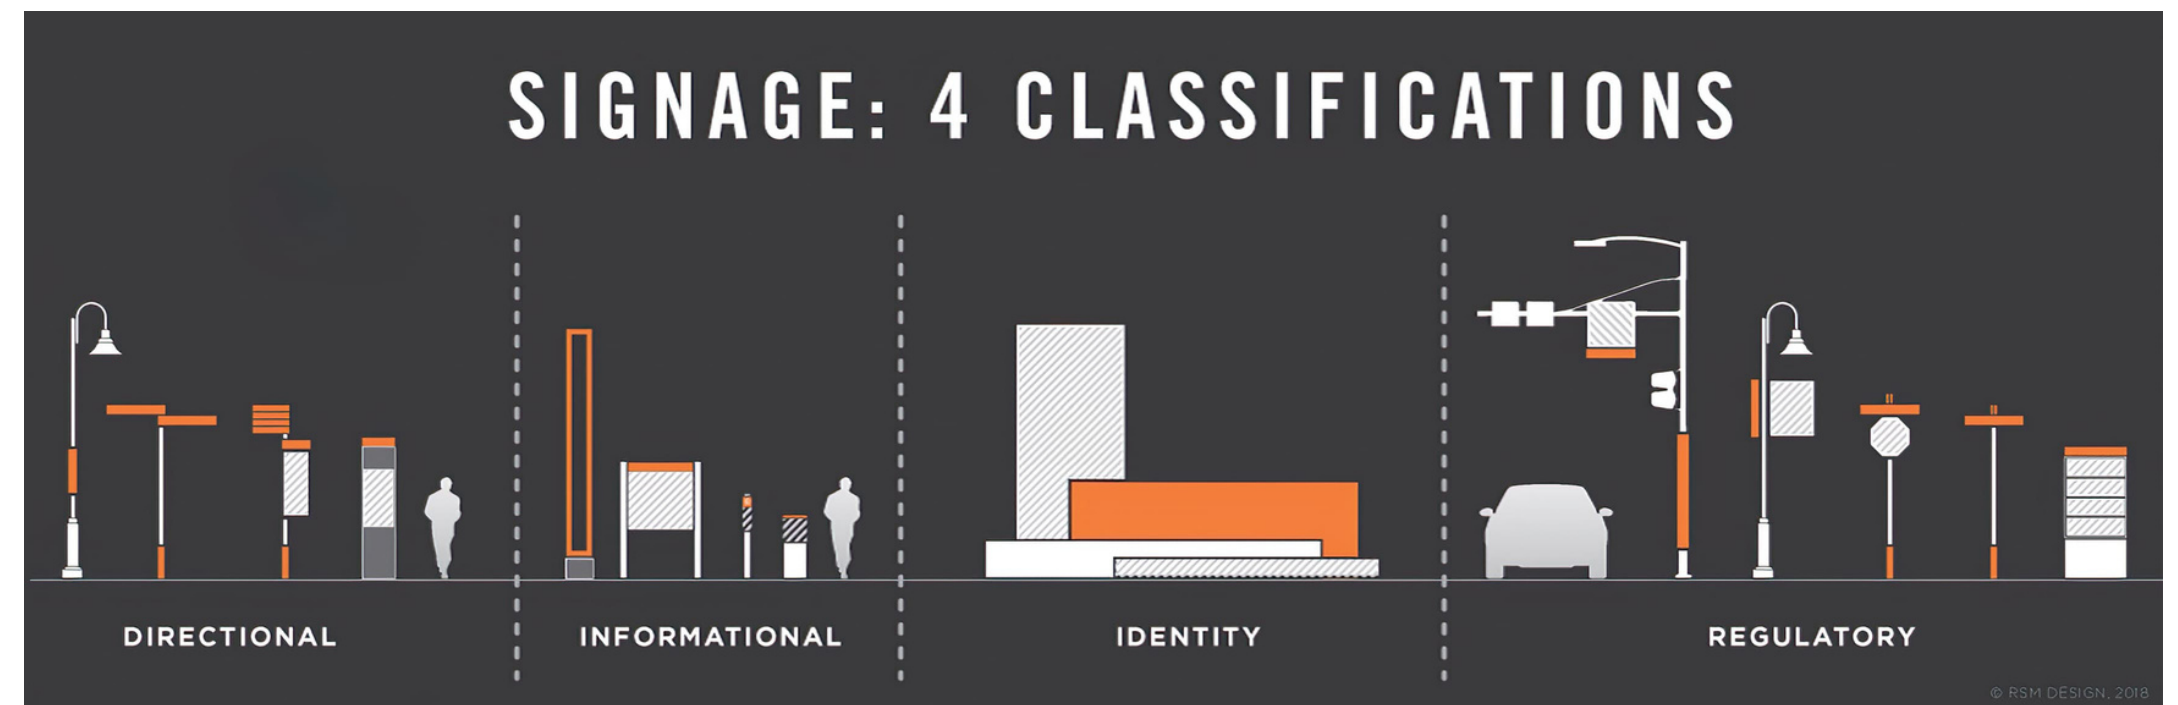 SIGNAGE: 4 CLASSIFICATIONS
DIRECTIONAL
INFORMATIONAL
IDENTITY
REGULATORY
© RSM DESIGN, 2018